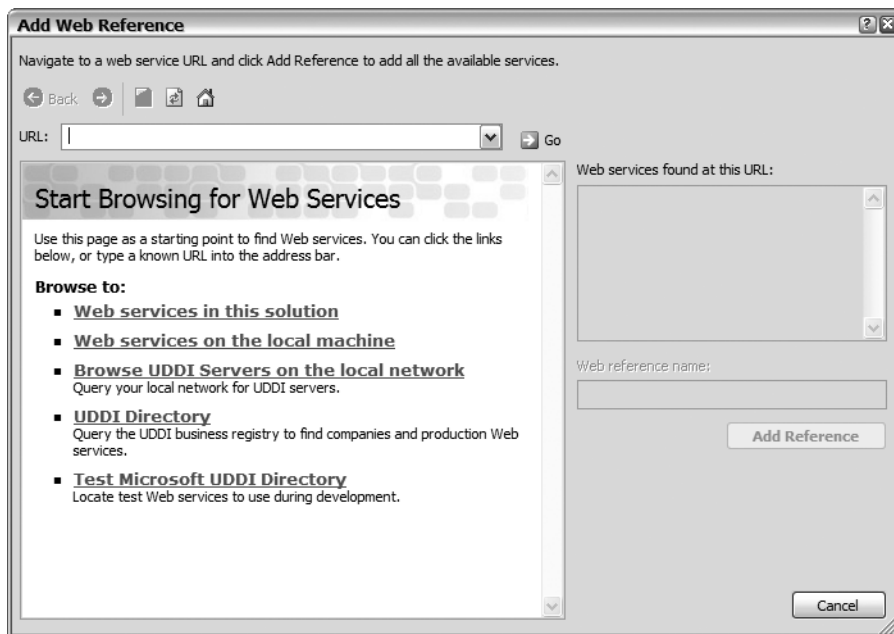 Add Web Reference
Navigate to a web service URL and click Add Reference to add all the available services.
Back
URL:
Go
Start Browsing for Web Services
Use this page as a starting point to find Web services. You can click the links
below, or type a known URL into the address bar.
Browse to:
Web services in this solution
Web services on the local machine
Browse UDDI Servers on the local network
Query your local network for UDDI servers.
UDDI Directory
Query the UDDI business registry to find companies and production Web
services.
Test Microsoft UDDI Directory
Locate test Web services to use during development.
Web services found at this URL:
Web reference name:
Add Reference
Cancel